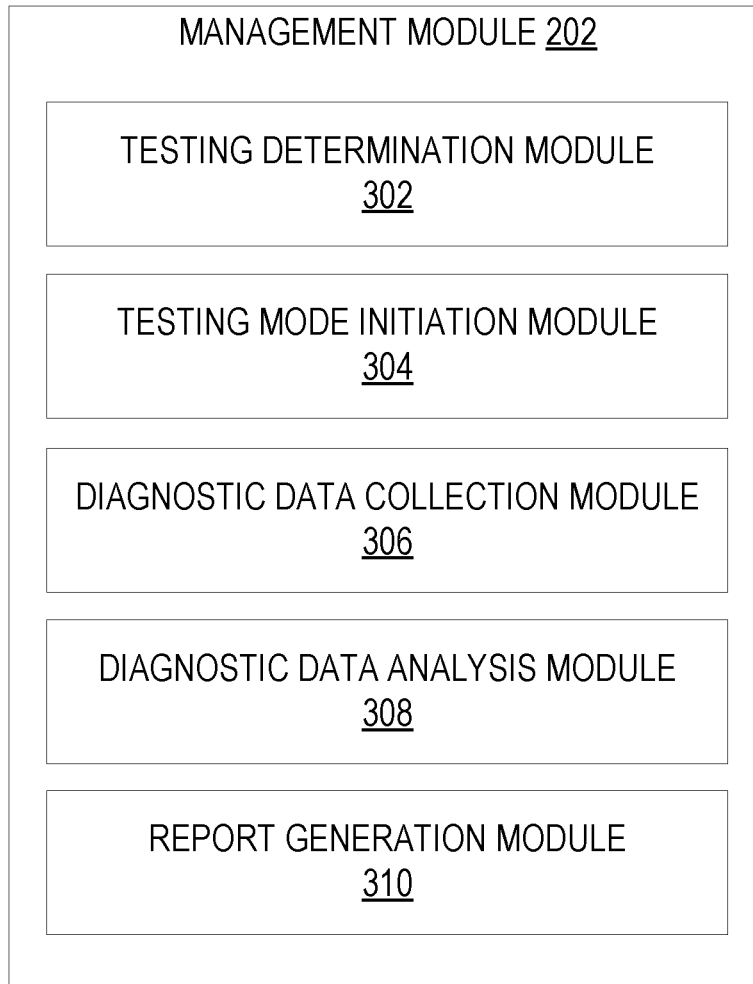 MANAGEMENT MODULE 202
TESTING DETERMINATION MODULE
302
TESTING MODE INITIATION MODULE
304
DIAGNOSTIC DATA COLLECTION MODULE
306
DIAGNOSTIC DATA ANALYSIS MODULE
308
REPORT GENERATION MODULE
310